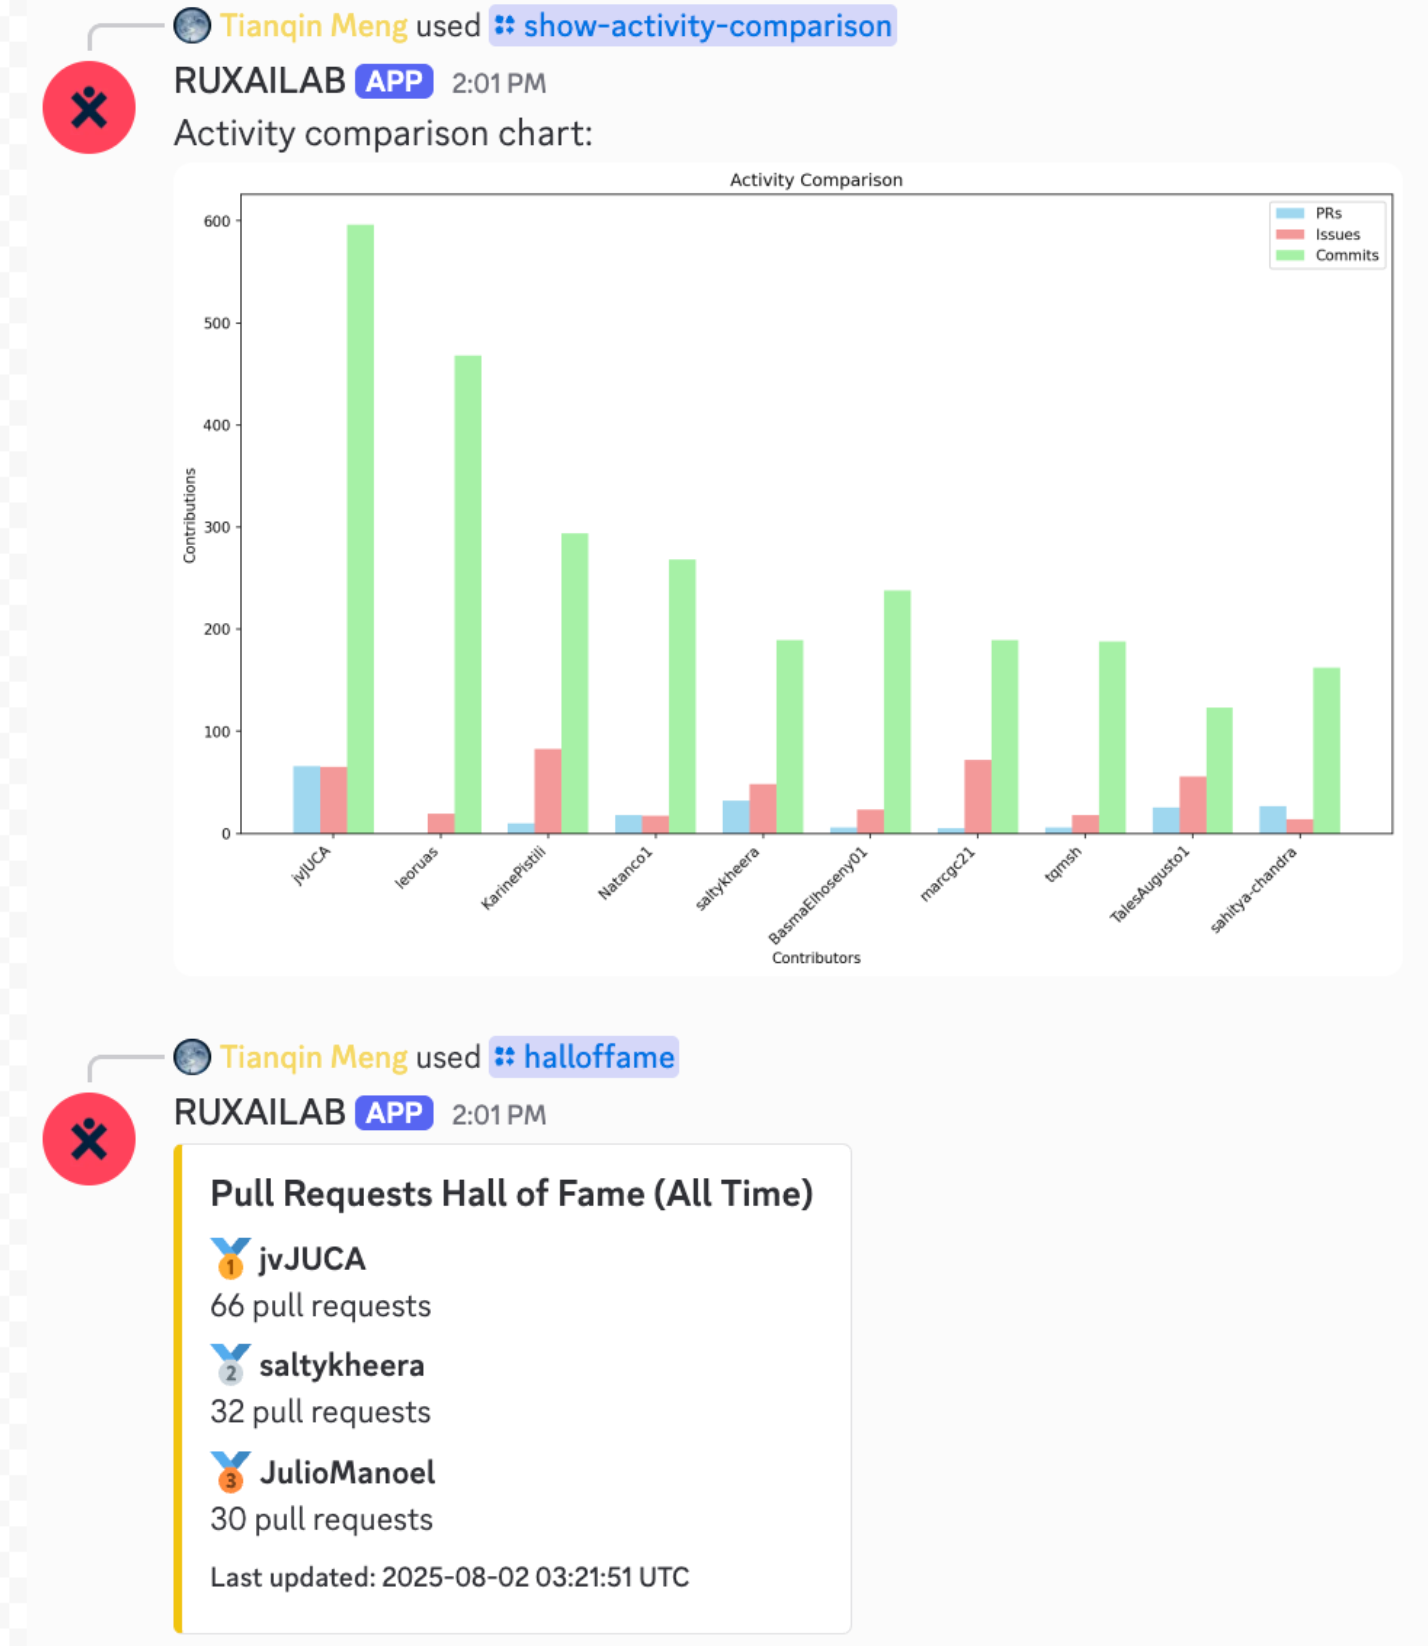 Tianqin Meng used show-activity-comparison
RUXAILAB APP 2:01 PM
Activity comparison chart:
Activity Comparison
PRs
Issues
Commits
600
500
400
300
200
100
0
Contributions
jvJUCA
leoruas
KarinePistili
Natanco1
saltykheera
BasmaElhoseny01
marcgc21
tqmsh
TalesAugusto1
sahitya-chandra
Contributors
Tianqin Meng used halloffame
RUXAILAB APP 2:01 PM
Pull Requests Hall of Fame (All Time)
1 jvJUCA
66 pull requests
2 saltykheera
32 pull requests
3 JulioManoel
30 pull requests
Last updated: 2025-08-02 03:21:51 UTC